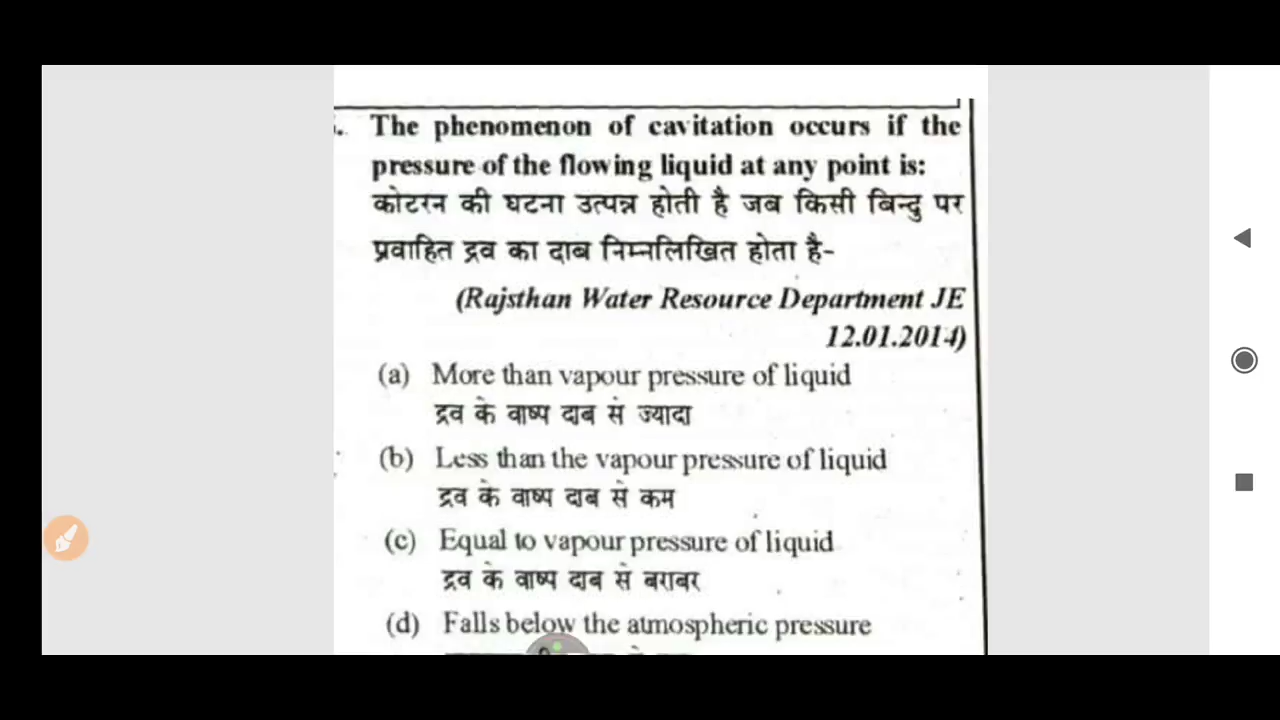 The phenomenon of cavitation occurs if the
pressure of the flowing liquid at any point is:
कोटरन की घटना उत्पन्न होती है जब किसी बिन्दु पर
प्रवाहित द्रव का दाब निम्नलिखित होता है-
(Rajsthan Water Resource Department JE
12.01.2014)
(a) More than vapour pressure of liquid
द्रव के वाष्प दाब से ज्यादा
(b) Less than the vapour pressure of liquid
द्रव के वाष्प दाब से कम
(c) Equal to vapour pressure of liquid
द्रव के वाष्प दाब से बराबर
(d) Falls below the atmospheric pressure